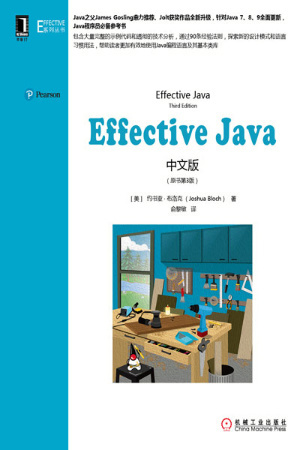 EFFECTIVE
系列丛书
Java之父James Gosling鼎力推荐，Jolt获奖作品全新升级，针对Java 7、8、9全面更新，
Java程序员必备参考书
包含大量完整的示例代码和透彻的技术分析，通过90条经验法则，探索新的设计模式和语言
习惯用法，帮助读者更加有效地使用Java编程语言及其基本类库
Pearson
Effective Java
Third Edition
Effective Java
中文版
（原书第3版）
［美］ 约书亚·布洛克（Joshua Bloch） 著
俞黎敏 译
机械工业出版社
China Machine Press